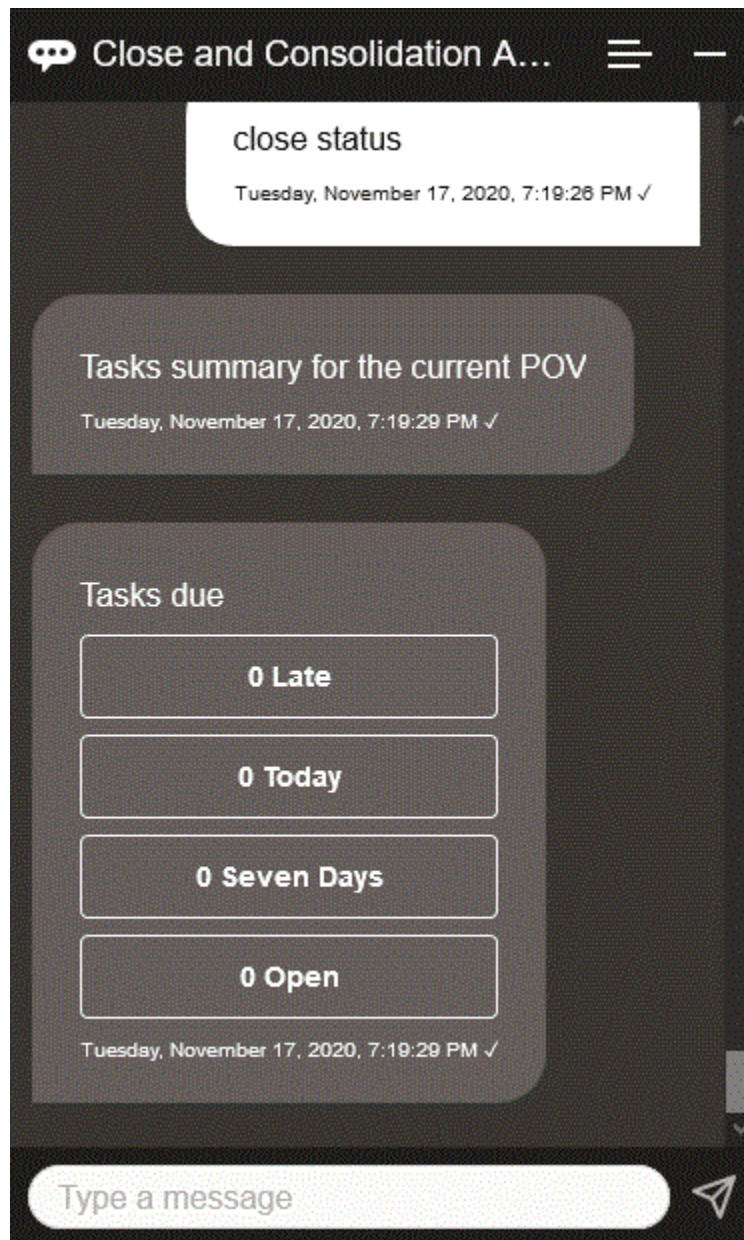 Close and Consolidation A...
close status
Tuesday, November 17, 2020, 7:19:26 PM ✓
Tasks summary for the current POV
Tuesday, November 17, 2020, 7:19:29 PM ✓
Tasks due
0 Late
0 Today
0 Seven Days
0 Open
Tuesday, November 17, 2020, 7:19:29 PM ✓
Type a message